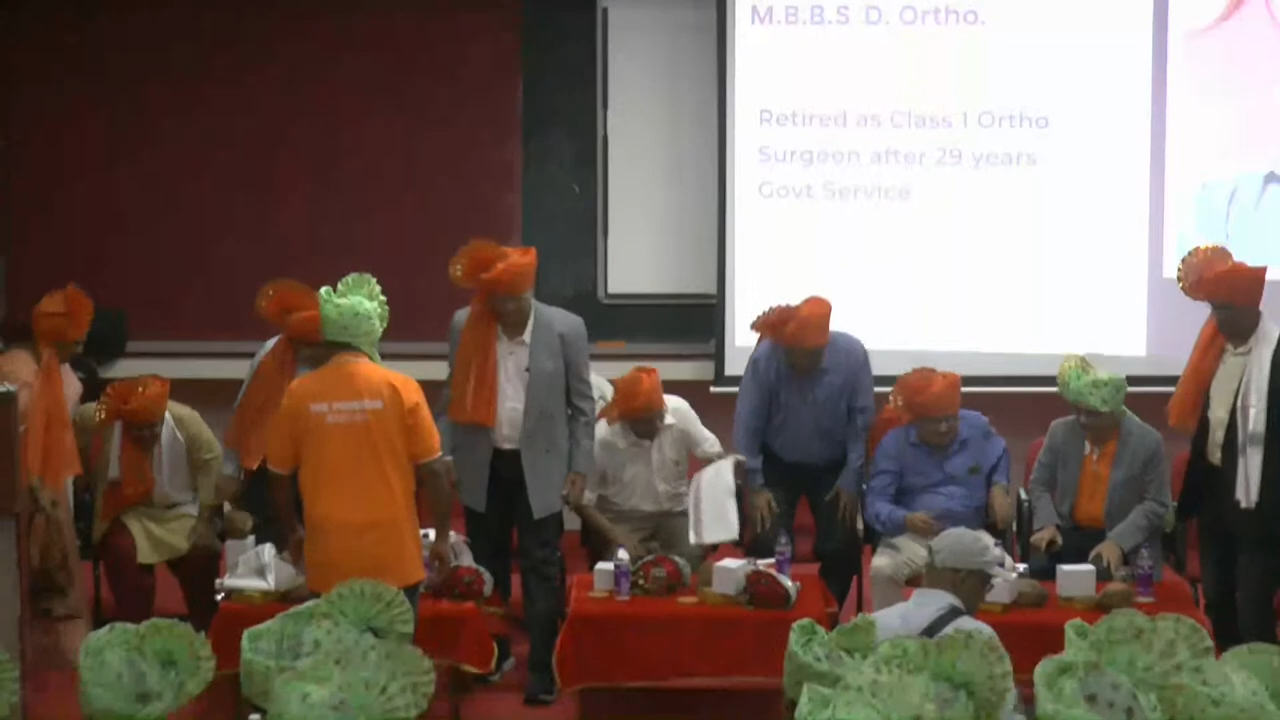 M.B.B.S D. Ortho.
Retired as Class 1 Ortho
Surgeon after 29 years
Govt Service